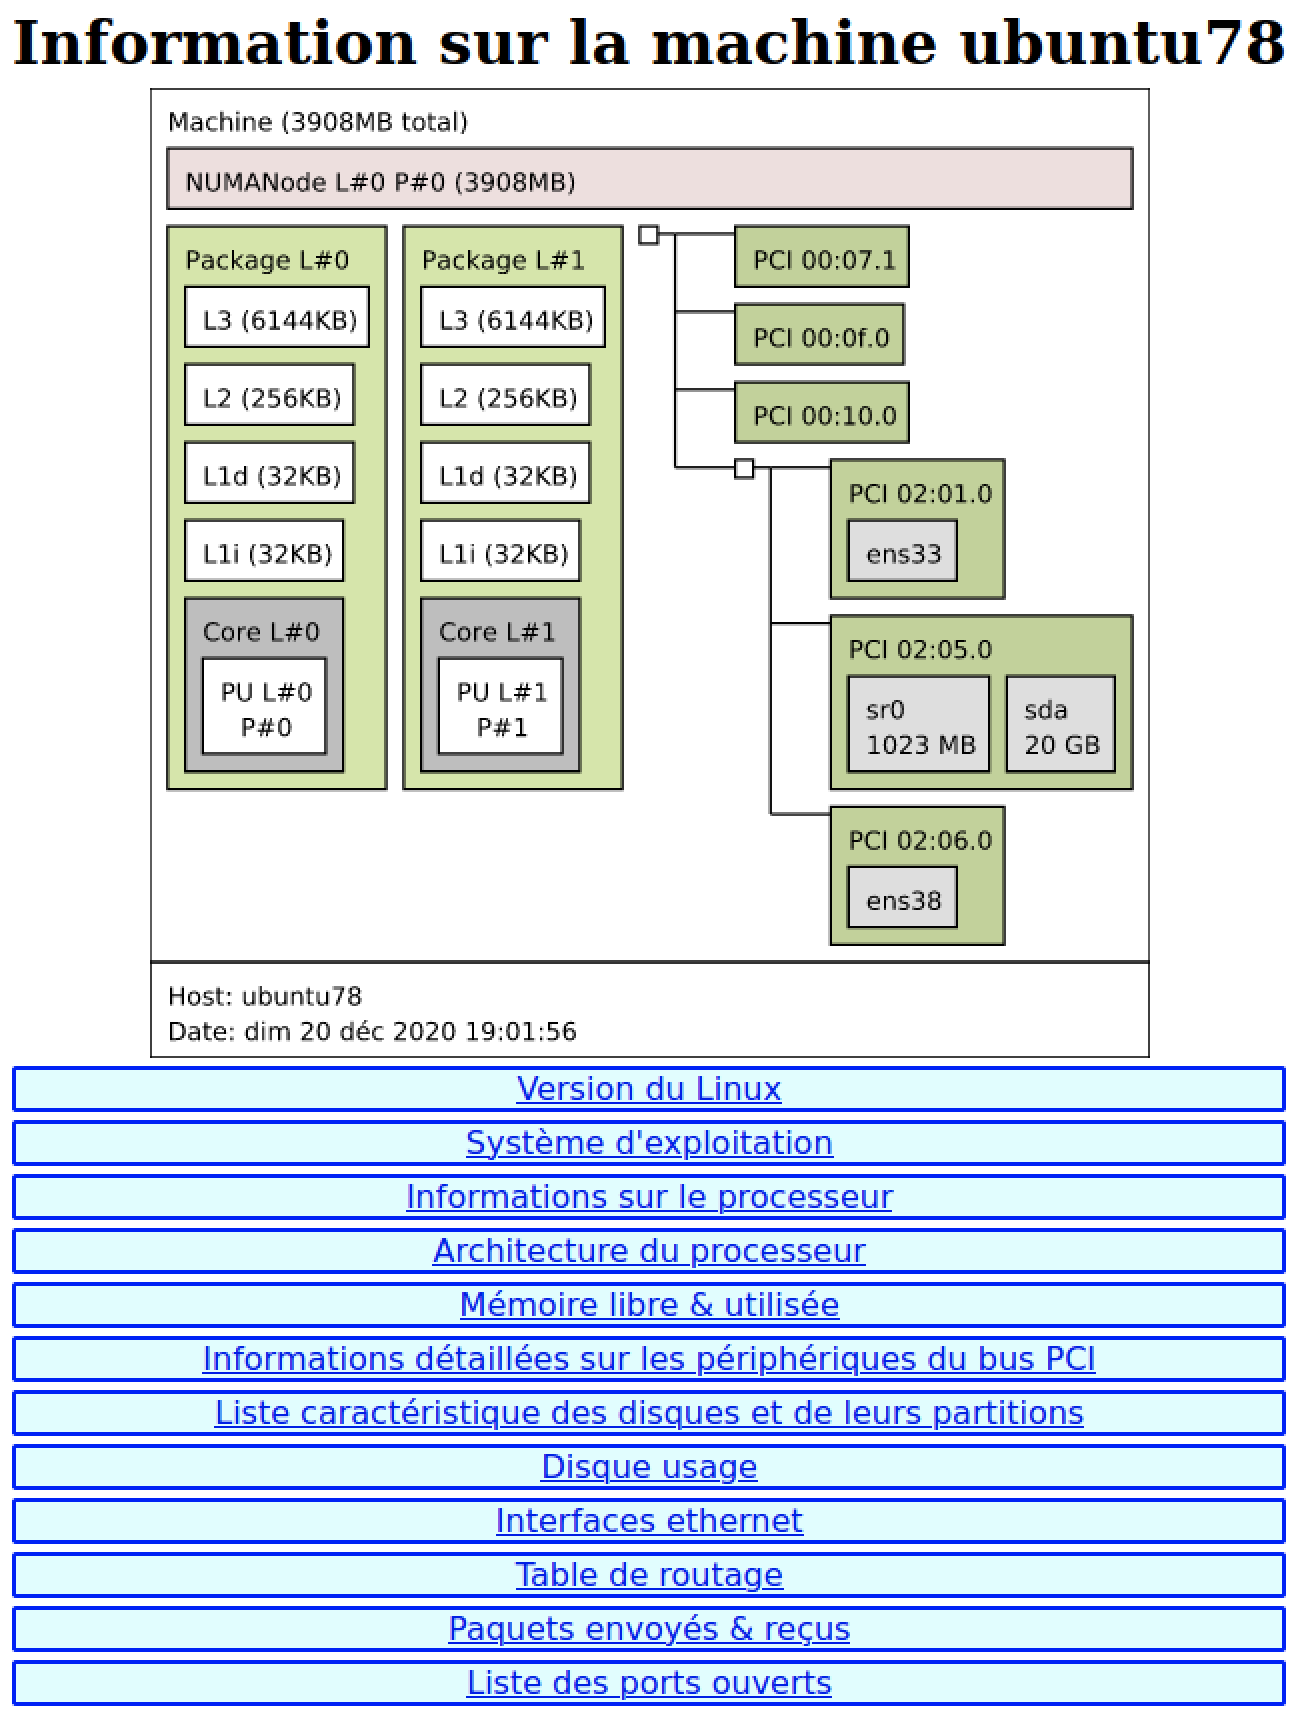 Information sur la machine ubuntu78
Machine (3908MB total)
NUMANode L#0 P#0 (3908MB)
Package L#0
L3 (6144KB)
L2 (256KB)
L1d (32KB)
L1i (32KB)
Core L#0
PU L#0
P#0
Package L#1
L3 (6144KB)
L2 (256KB)
L1d (32KB)
L1i (32KB)
Core L#1
PU L#1
P#1
PCI 00:07.1
PCI 00:0f.0
PCI 00:10.0
PCI 02:01.0
ens33
PCI 02:05.0
sr0
1023 MB
sda
20 GB
PCI 02:06.0
ens38
Host: ubuntu78
Date: dim 20 déc 2020 19:01:56
Version du Linux
Système d'exploitation
Informations sur le processeur
Architecture du processeur
Mémoire libre & utilisée
Informations détaillées sur les périphériques du bus PCI
Liste caractéristique des disques et de leurs partitions
Disque usage
Interfaces ethernet
Table de routage
Paquets envoyés & reçus
Liste des ports ouverts